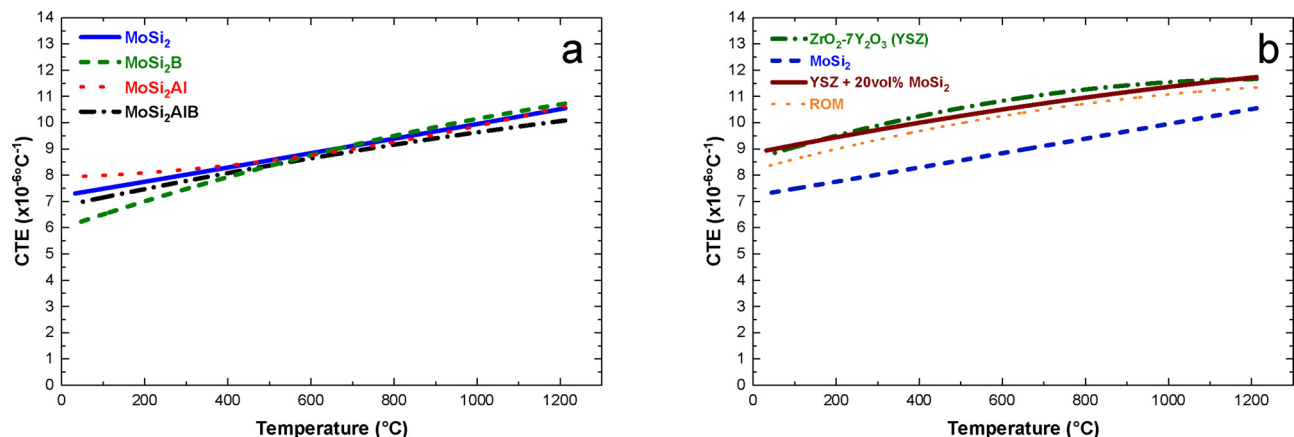 a
MoSi₂
MoSi₂B
MoSi₂Al
MoSi₂AlB
CTE (x10⁻⁶°C⁻¹)
14
13
12
11
10
9
8
7
6
5
4
3
2
1
0
0 200 400 600 800 1000 1200
Temperature (°C)
b
ZrO₂-7Y₂O₃ (YSZ)
MoSi₂
YSZ + 20vol% MoSi₂
ROM
CTE (x10⁻⁶°C⁻¹)
14
13
12
11
10
9
8
7
6
5
4
3
2
1
0
0 200 400 600 800 1000 1200
Temperature (°C)